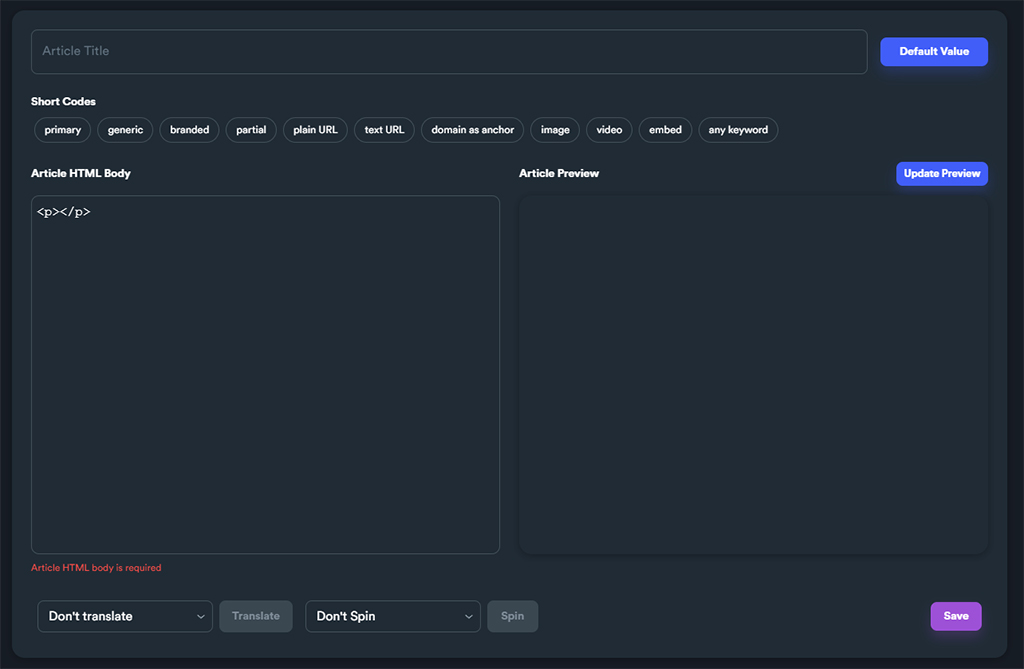 Article Title
Default Value
Short Codes
primary generic branded partial plain URL text URL domain as anchor image video embed any keyword
Article HTML Body
Article Preview
Update Preview
<p></p>
Article HTML body is required
Don't translate
Translate
Don't Spin
Spin
Save